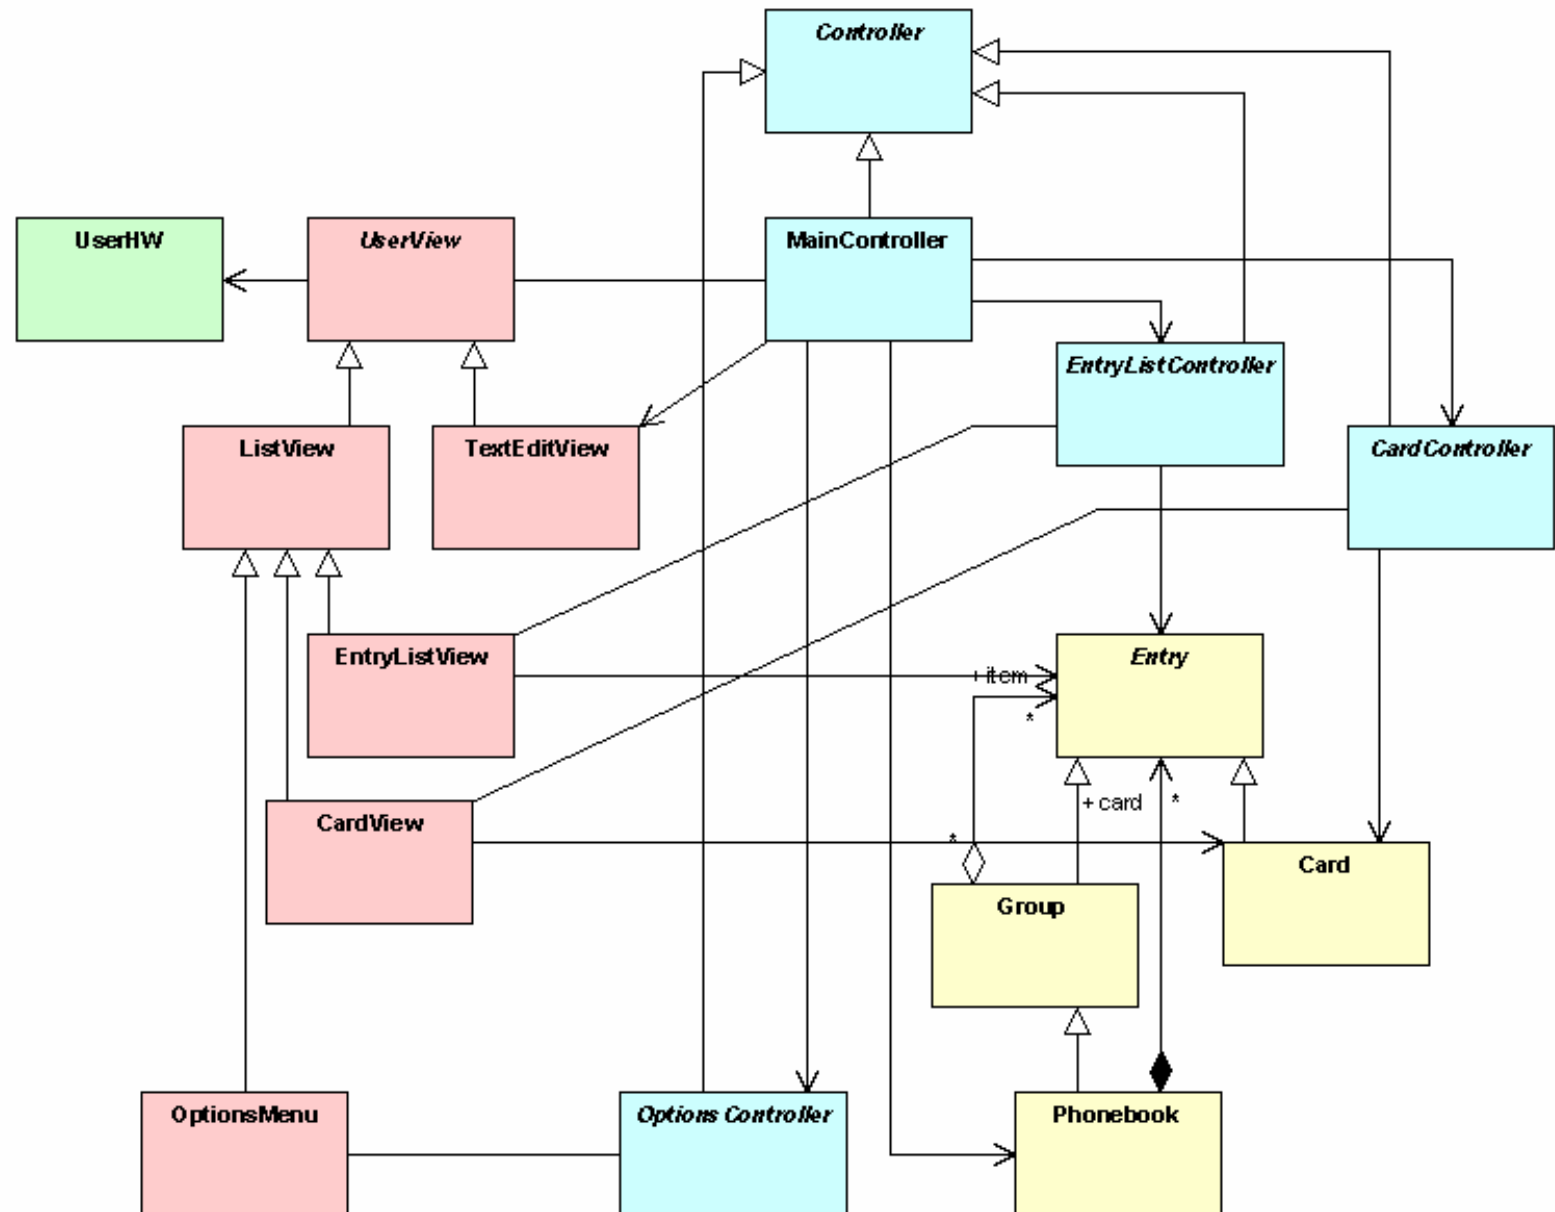 Controller
UserHW
UserView
MainController
EntryListController
ListView
TextEditView
CardController
EntryListView
Entry
+ item
*
+ card
*
CardView
*
Card
Group
OptionsMenu
Options Controller
Phonebook